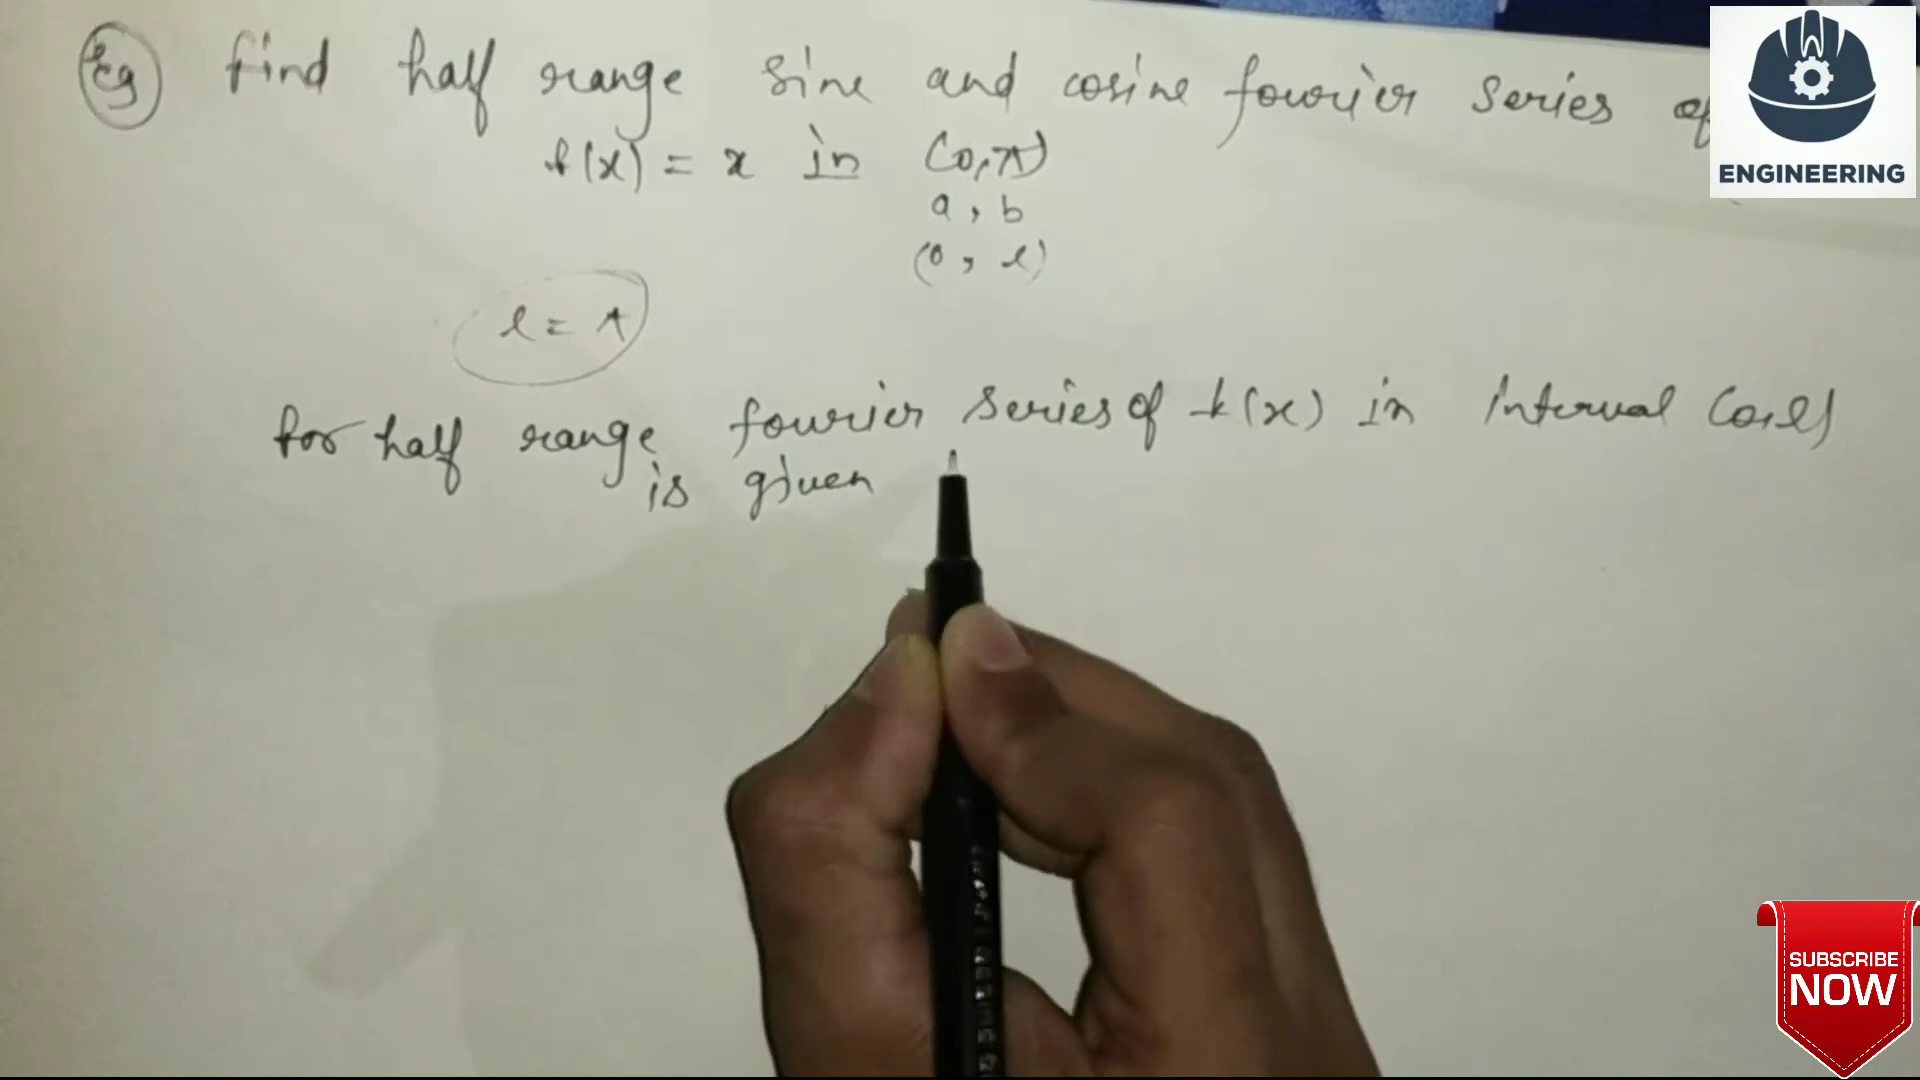 Eg find half range sine and cosine fourier series of
f(x) = x in (0, π)
a , b
(0 , l)
l = π
for half range fourier series of f(x) in interval (0,l)
is given
ENGINEERING
SUBSCRIBE
NOW